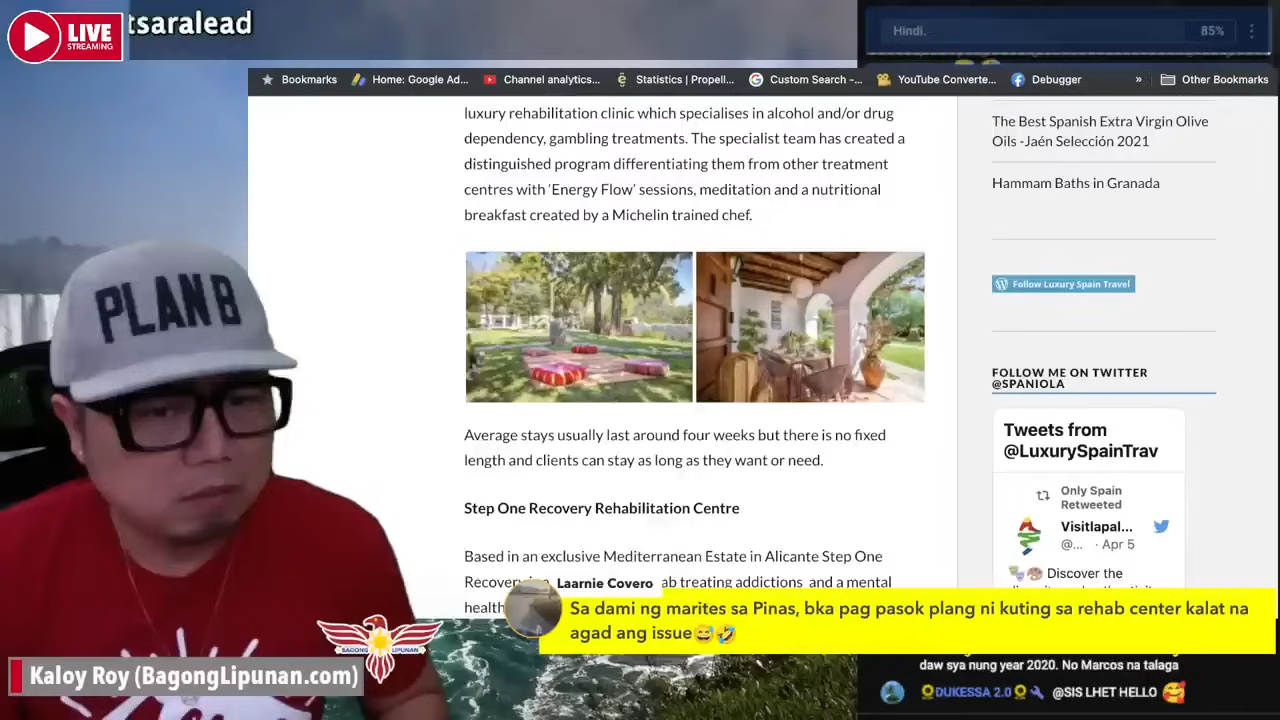 LIVE
STREAMING
tsaralead
Hindi.
85%
Bookmarks
Home: Google Ad...
Channel analytics...
Statistics | Propell...
Custom Search -...
YouTube Converte...
Debugger
»
Other Bookmarks
luxury rehabilitation clinic which specialises in alcohol and/or drug
dependency, gambling treatments. The specialist team has created a
distinguished program differentiating them from other treatment
centres with ‘Energy Flow’ sessions, meditation and a nutritional
breakfast created by a Michelin trained chef.
Average stays usually last around four weeks but there is no fixed
length and clients can stay as long as they want or need.
Step One Recovery Rehabilitation Centre
Based in an exclusive Mediterranean Estate in Alicante Step One
ab treating addictions and a mental
health
The Best Spanish Extra Virgin Olive
Oils -Jaén Selección 2021
Hammam Baths in Granada
Follow Luxury Spain Travel
FOLLOW ME ON TWITTER
@SPANIOLA
Tweets from
@LuxurySpainTrav
Only Spain
Retweeted
Visitlapal...
@... · Apr 5
Discover the
PLAN B
Laarnie Covero
Sa dami ng marites sa Pinas, bka pag pasok plang ni kuting sa rehab center kalat na
agad ang issue😅🤣
BAGONG LIPUNAN
Kaloy Roy (BagongLipunan.com)
daw sya nung year 2020. No Marcos na talaga
🌻DUKESSA 2.0🌻 @SIS LHET HELLO 🥰